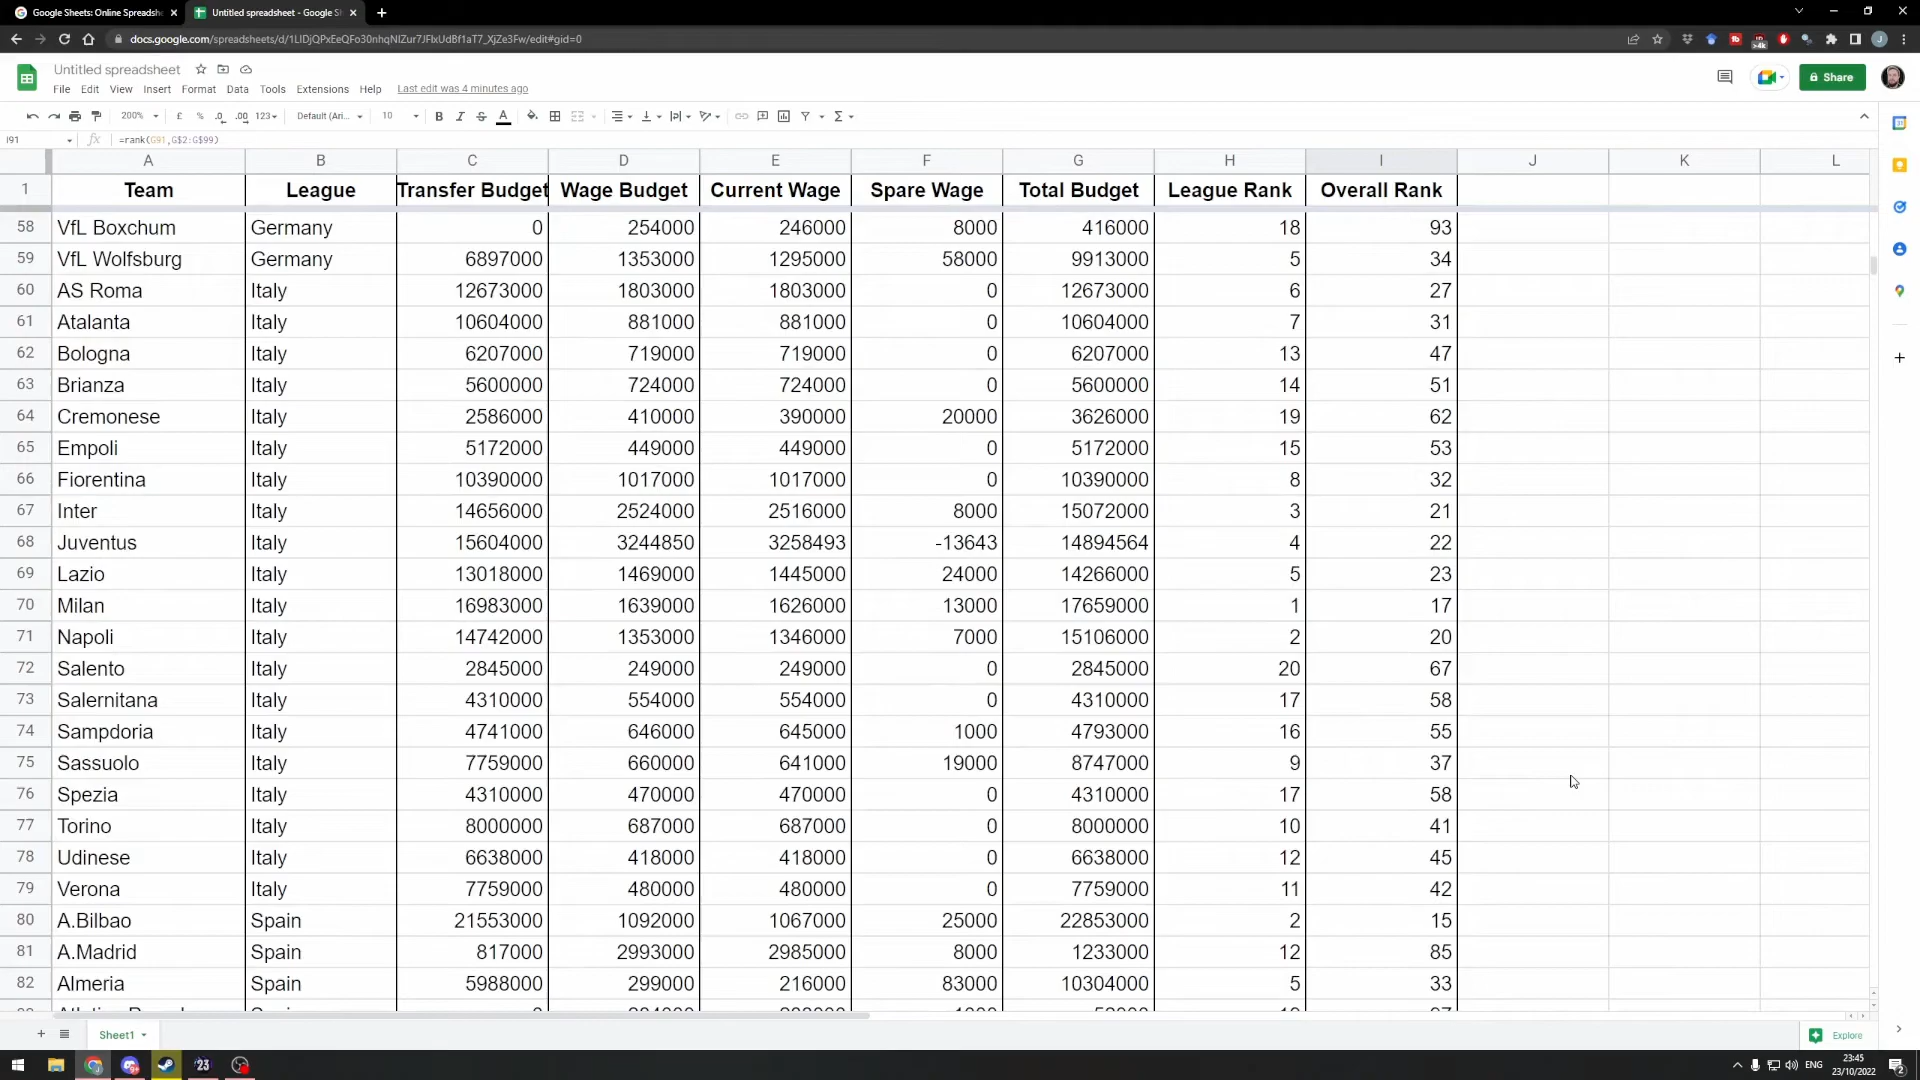 Google Sheets: Online Spreadshe
Untitled spreadsheet - Google Sh
docs.google.com/spreadsheets/d/1LIDjQPxEeQFo30nhqNIZur7JFlxUdBf1aT7_XjZe3Fw/edit#gid=0
Untitled spreadsheet
File Edit View Insert Format Data Tools Extensions Help Last edit was 4 minutes ago
Share
200% £ % .0 .00 123 Default (Ari... 10 B I S A Σ
I91 fx =rank(G91,G$2:G$99)
A B C D E F G H I J K L
1 Team League Transfer Budget Wage Budget Current Wage Spare Wage Total Budget League Rank Overall Rank
58 VfL Boxchum Germany 0 254000 246000 8000 416000 18 93
59 VfL Wolfsburg Germany 6897000 1353000 1295000 58000 9913000 5 34
60 AS Roma Italy 12673000 1803000 1803000 0 12673000 6 27
61 Atalanta Italy 10604000 881000 881000 0 10604000 7 31
62 Bologna Italy 6207000 719000 719000 0 6207000 13 47
63 Brianza Italy 5600000 724000 724000 0 5600000 14 51
64 Cremonese Italy 2586000 410000 390000 20000 3626000 19 62
65 Empoli Italy 5172000 449000 449000 0 5172000 15 53
66 Fiorentina Italy 10390000 1017000 1017000 0 10390000 8 32
67 Inter Italy 14656000 2524000 2516000 8000 15072000 3 21
68 Juventus Italy 15604000 3244850 3258493 -13643 14894564 4 22
69 Lazio Italy 13018000 1469000 1445000 24000 14266000 5 23
70 Milan Italy 16983000 1639000 1626000 13000 17659000 1 17
71 Napoli Italy 14742000 1353000 1346000 7000 15106000 2 20
72 Salento Italy 2845000 249000 249000 0 2845000 20 67
73 Salernitana Italy 4310000 554000 554000 0 4310000 17 58
74 Sampdoria Italy 4741000 646000 645000 1000 4793000 16 55
75 Sassuolo Italy 7759000 660000 641000 19000 8747000 9 37
76 Spezia Italy 4310000 470000 470000 0 4310000 17 58
77 Torino Italy 8000000 687000 687000 0 8000000 10 41
78 Udinese Italy 6638000 418000 418000 0 6638000 12 45
79 Verona Italy 7759000 480000 480000 0 7759000 11 42
80 A.Bilbao Spain 21553000 1092000 1067000 25000 22853000 2 15
81 A.Madrid Spain 817000 2993000 2985000 8000 1233000 12 85
82 Almeria Spain 5988000 299000 216000 83000 10304000 5 33
Sheet1 Explore
23
ENG
23:45
23/10/2022